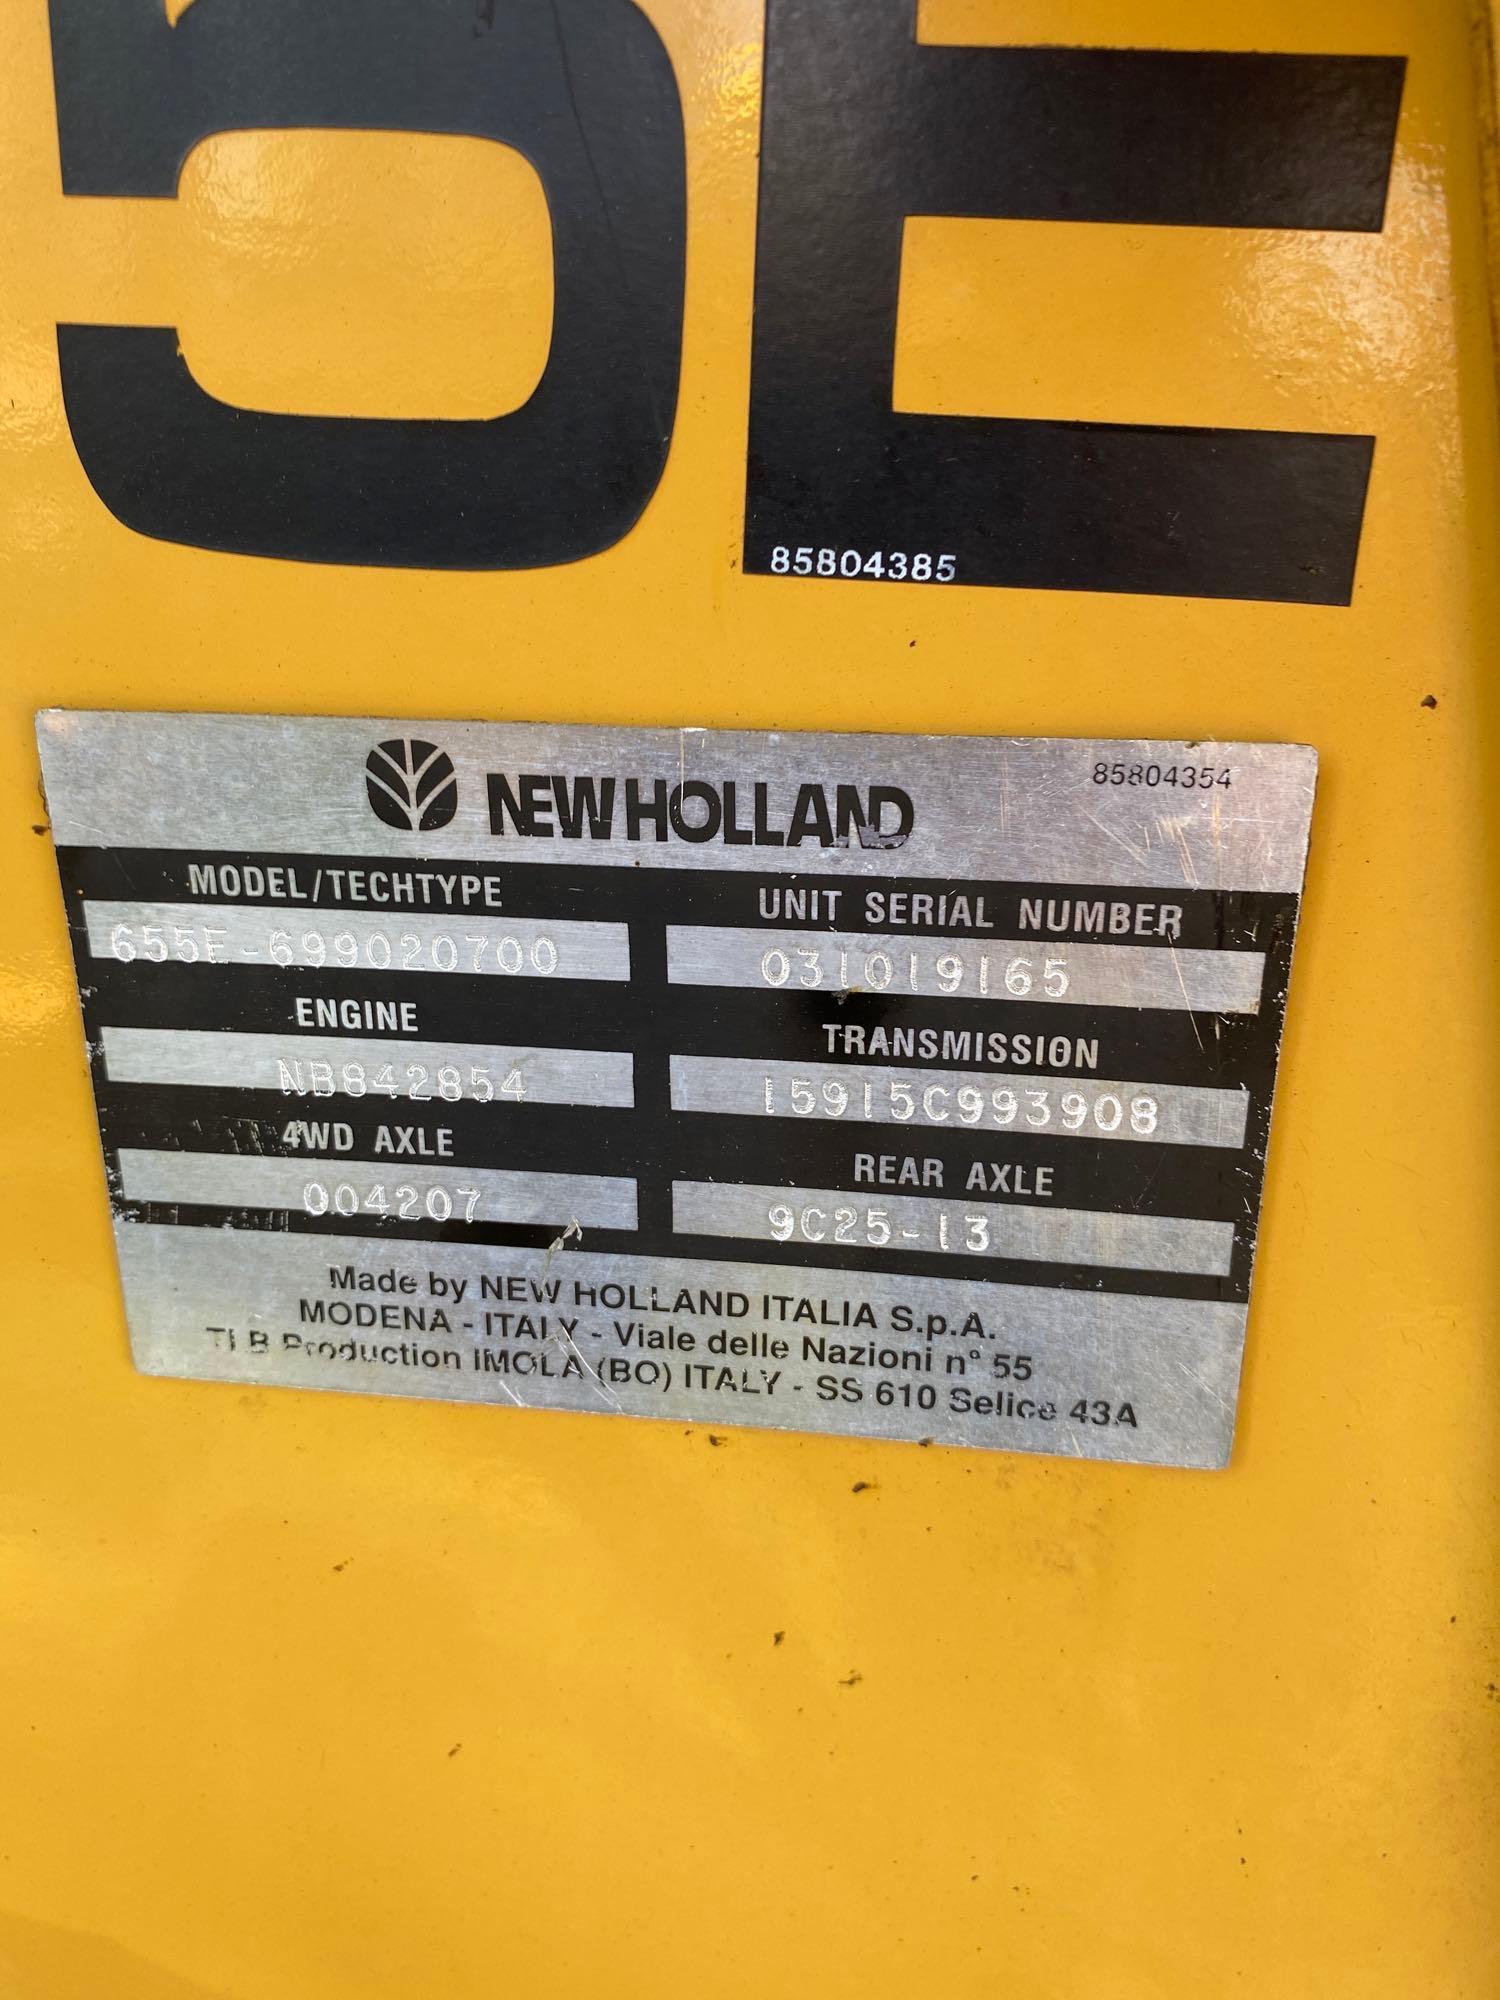 5E
85804385
NEW HOLLAND
85804354
MODEL/TECHTYPE
UNIT SERIAL NUMBER
655E-699020700
031019165
ENGINE
TRANSMISSION
NB842854
15915C993908
4WD AXLE
REAR AXLE
004207
9C25-13
Made by NEW HOLLAND ITALIA S.p.A.
MODENA - ITALY - Viale delle Nazioni n° 55
TLB Production IMOLA (BO) ITALY - SS 610 Selice 43A